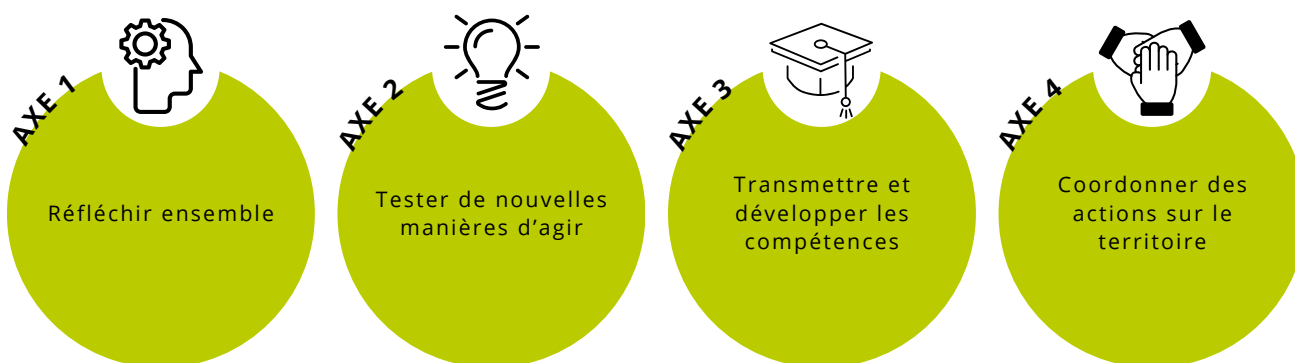 AXE 1
Réfléchir ensemble
AXE 2
Tester de nouvelles
manières d’agir
AXE 3
Transmettre et
développer les
compétences
AXE 4
Coordonner des
actions sur le
territoire